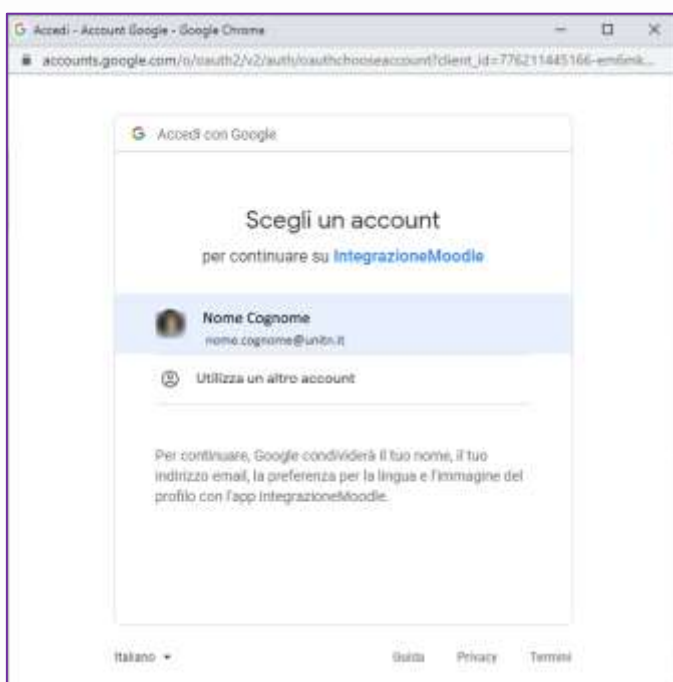 Accedi - Account Google - Google Chrome
accounts.google.com/o/oauth2/v2/auth/oauthchooseaccount?client_id=776211445166-em6mk...
Accedi con Google
Scegli un account
per continuare su IntegrazioneMoodle
Nome Cognome
nome.cognome@unitn.it
Utilizza un altro account
Per continuare, Google condividerà il tuo nome, il tuo
indirizzo email, la preferenza per la lingua e l'immagine del
profilo con l'app IntegrazioneMoodle.
Italiano
Guida Privacy Termini